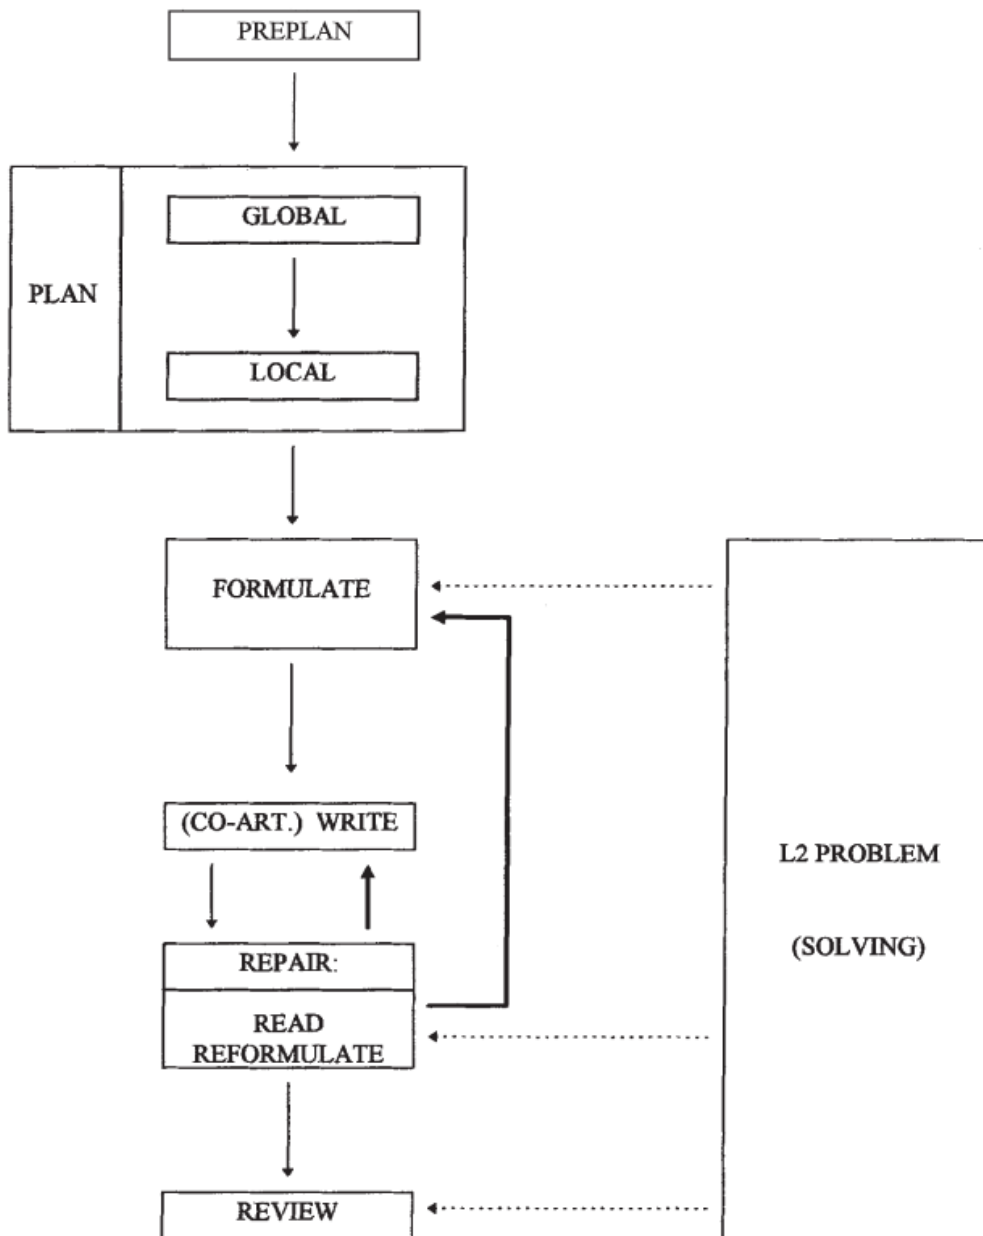 PREPLAN
GLOBAL
PLAN
LOCAL
FORMULATE
(CO-ART.) WRITE
L2 PROBLEM
(SOLVING)
REPAIR:
READ
REFORMULATE
REVIEW